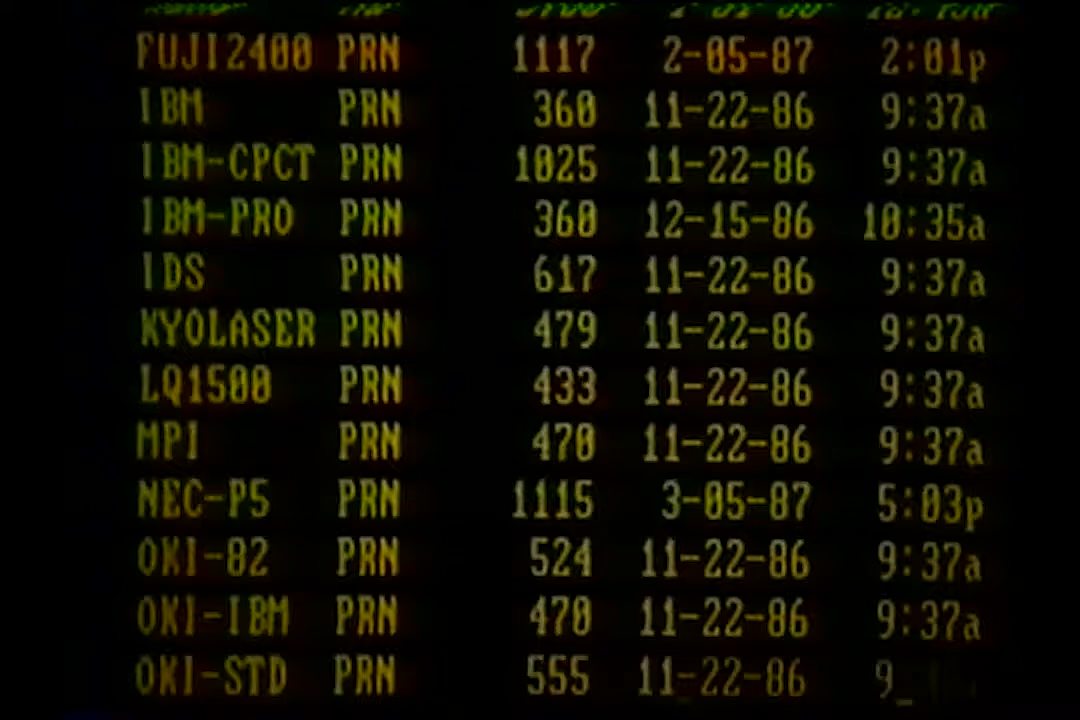 FUJI2400 PRN 1117 2-05-87 2:01p
IBM PRN 360 11-22-86 9:37a
IBM-CPCT PRN 1025 11-22-86 9:37a
IBM-PRO PRN 360 12-15-86 10:35a
IDS PRN 617 11-22-86 9:37a
KYOLASER PRN 479 11-22-86 9:37a
LQ1500 PRN 433 11-22-86 9:37a
MPI PRN 470 11-22-86 9:37a
NEC-P5 PRN 1115 3-05-87 5:03p
OKI-82 PRN 524 11-22-86 9:37a
OKI-IBM PRN 470 11-22-86 9:37a
OKI-STD PRN 555 11-22-86 9_